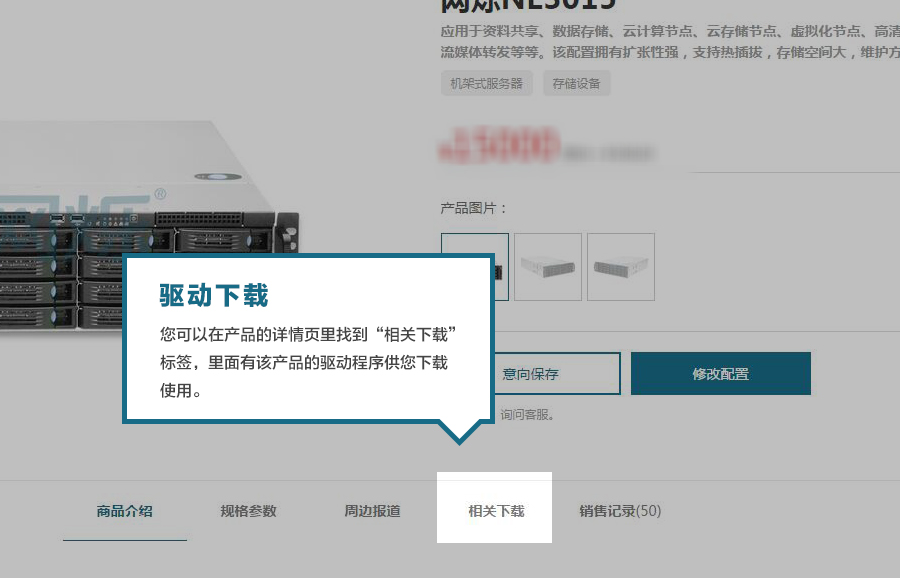 网烁NL3015
应用于资料共享、数据存储、云计算节点、云存储节点、虚拟化节点、高清
流媒体转发等等。该配置拥有扩张性强，支持热插拔，存储空间大，维护方
机架式服务器 存储设备
产品图片：
驱动下载
您可以在产品的详情页里找到“相关下载”
标签，里面有该产品的驱动程序供您下载
使用。
意向保存 修改配置
询问客服。
商品介绍 规格参数 周边报道 相关下载 销售记录(50)